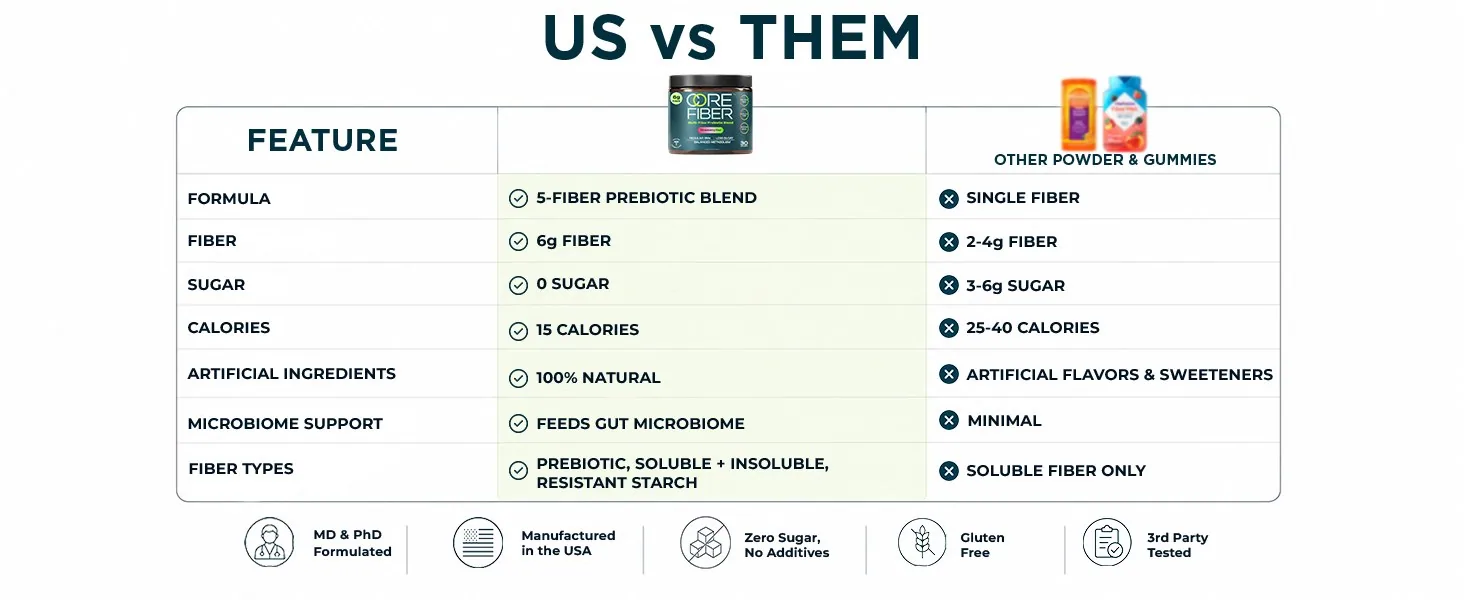 US vs THEM
6g
CORE
FIBER
FEATURE
OTHER POWDER & GUMMIES
FORMULA
5-FIBER PREBIOTIC BLEND
SINGLE FIBER
FIBER
6g FIBER
2-4g FIBER
SUGAR
0 SUGAR
3-6g SUGAR
CALORIES
15 CALORIES
25-40 CALORIES
ARTIFICIAL INGREDIENTS
100% NATURAL
ARTIFICIAL FLAVORS & SWEETENERS
MICROBIOME SUPPORT
FEEDS GUT MICROBIOME
MINIMAL
FIBER TYPES
PREBIOTIC, SOLUBLE + INSOLUBLE,
RESISTANT STARCH
SOLUBLE FIBER ONLY
MD & PhD
Formulated
Manufactured
in the USA
Zero Sugar,
No Additives
Gluten
Free
3rd Party
Tested